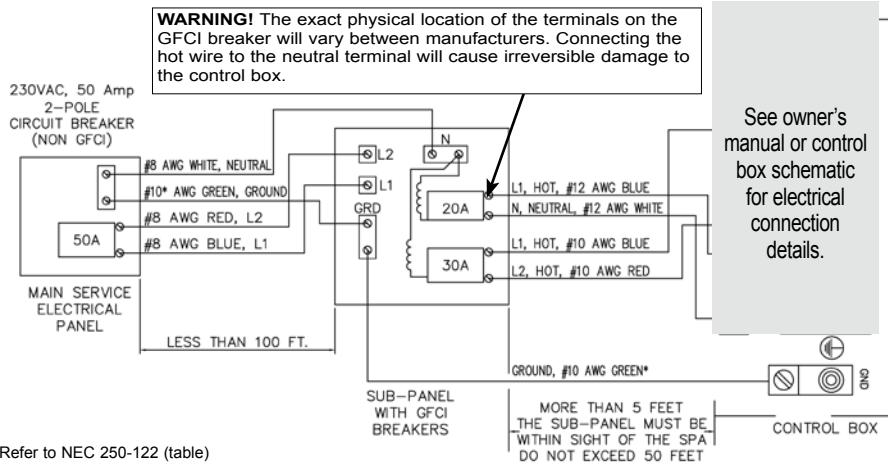 WARNING! The exact physical location of the terminals on the
GFCI breaker will vary between manufacturers. Connecting the
hot wire to the neutral terminal will cause irreversible damage to
the control box.
230VAC, 50 Amp
2-POLE
CIRCUIT BREAKER
(NON GFCI)
#8 AWG WHITE, NEUTRAL
#10* AWG GREEN, GROUND
#8 AWG RED, L2
#8 AWG BLUE, L1
50A
MAIN SERVICE
ELECTRICAL
PANEL
LESS THAN 100 FT.
N
L2
L1
GRD
20A
30A
L1, HOT, #12 AWG BLUE
N, NEUTRAL, #12 AWG WHITE
L1, HOT, #10 AWG BLUE
L2, HOT, #10 AWG RED
See owner's
manual or control
box schematic
for electrical
connection
details.
GROUND, #10 AWG GREEN*
GND
SUB-PANEL
WITH GFCI
BREAKERS
MORE THAN 5 FEET
THE SUB-PANEL MUST BE
WITHIN SIGHT OF THE SPA
DO NOT EXCEED 50 FEET
CONTROL BOX
Refer to NEC 250-122 (table)